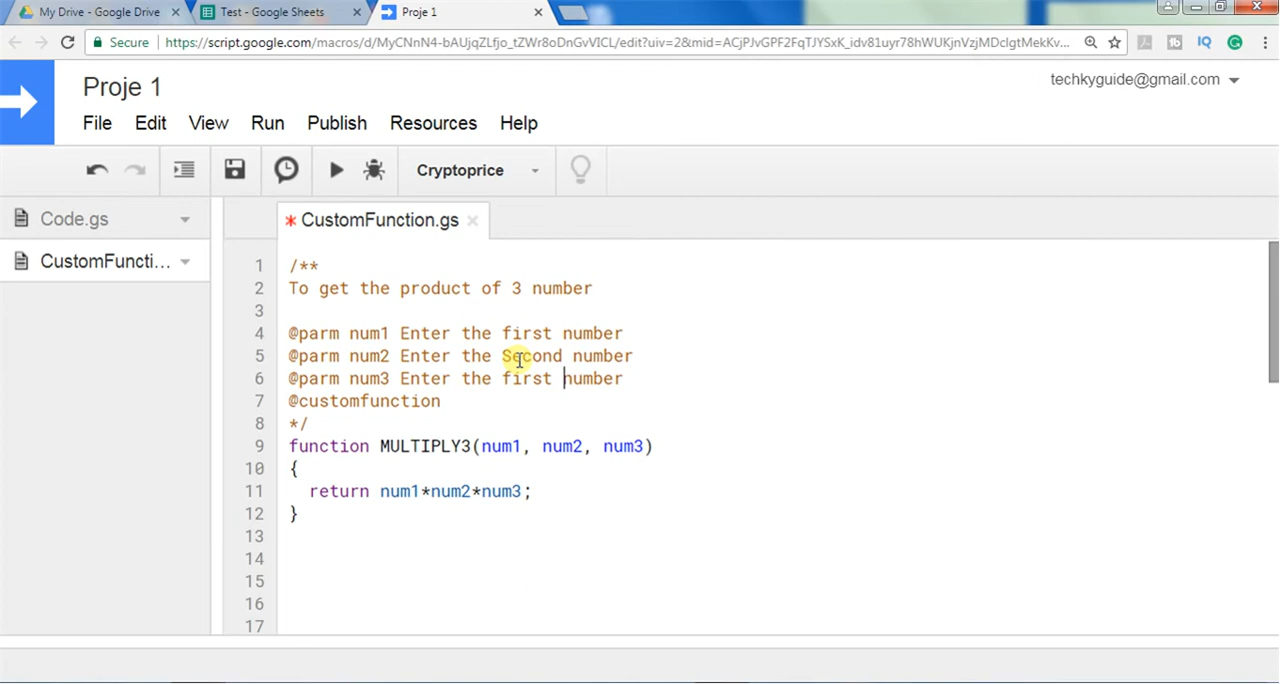 My Drive - Google Drive
Test - Google Sheets
Proje 1
Secure
https://script.google.com/macros/d/MyCNnN4-bAUjqZLfjo_tZWr8oDnGvVICL/edit?uiv=2&mid=ACjPJvGPF2FqTJYSxK_idv81uyr78hWUKjnVzjMDclgtMekKv...
IQ
Proje 1
techkyguide@gmail.com
File Edit View Run Publish Resources Help
Cryptoprice
Code.gs
CustomFuncti...
* CustomFunction.gs
1 /**
2 To get the product of 3 number
3
4 @parm num1 Enter the first number
5 @parm num2 Enter the Second number
6 @parm num3 Enter the first number
7 @customfunction
8 */
9 function MULTIPLY3(num1, num2, num3)
10 {
11 return num1*num2*num3;
12 }
13
14
15
16
17